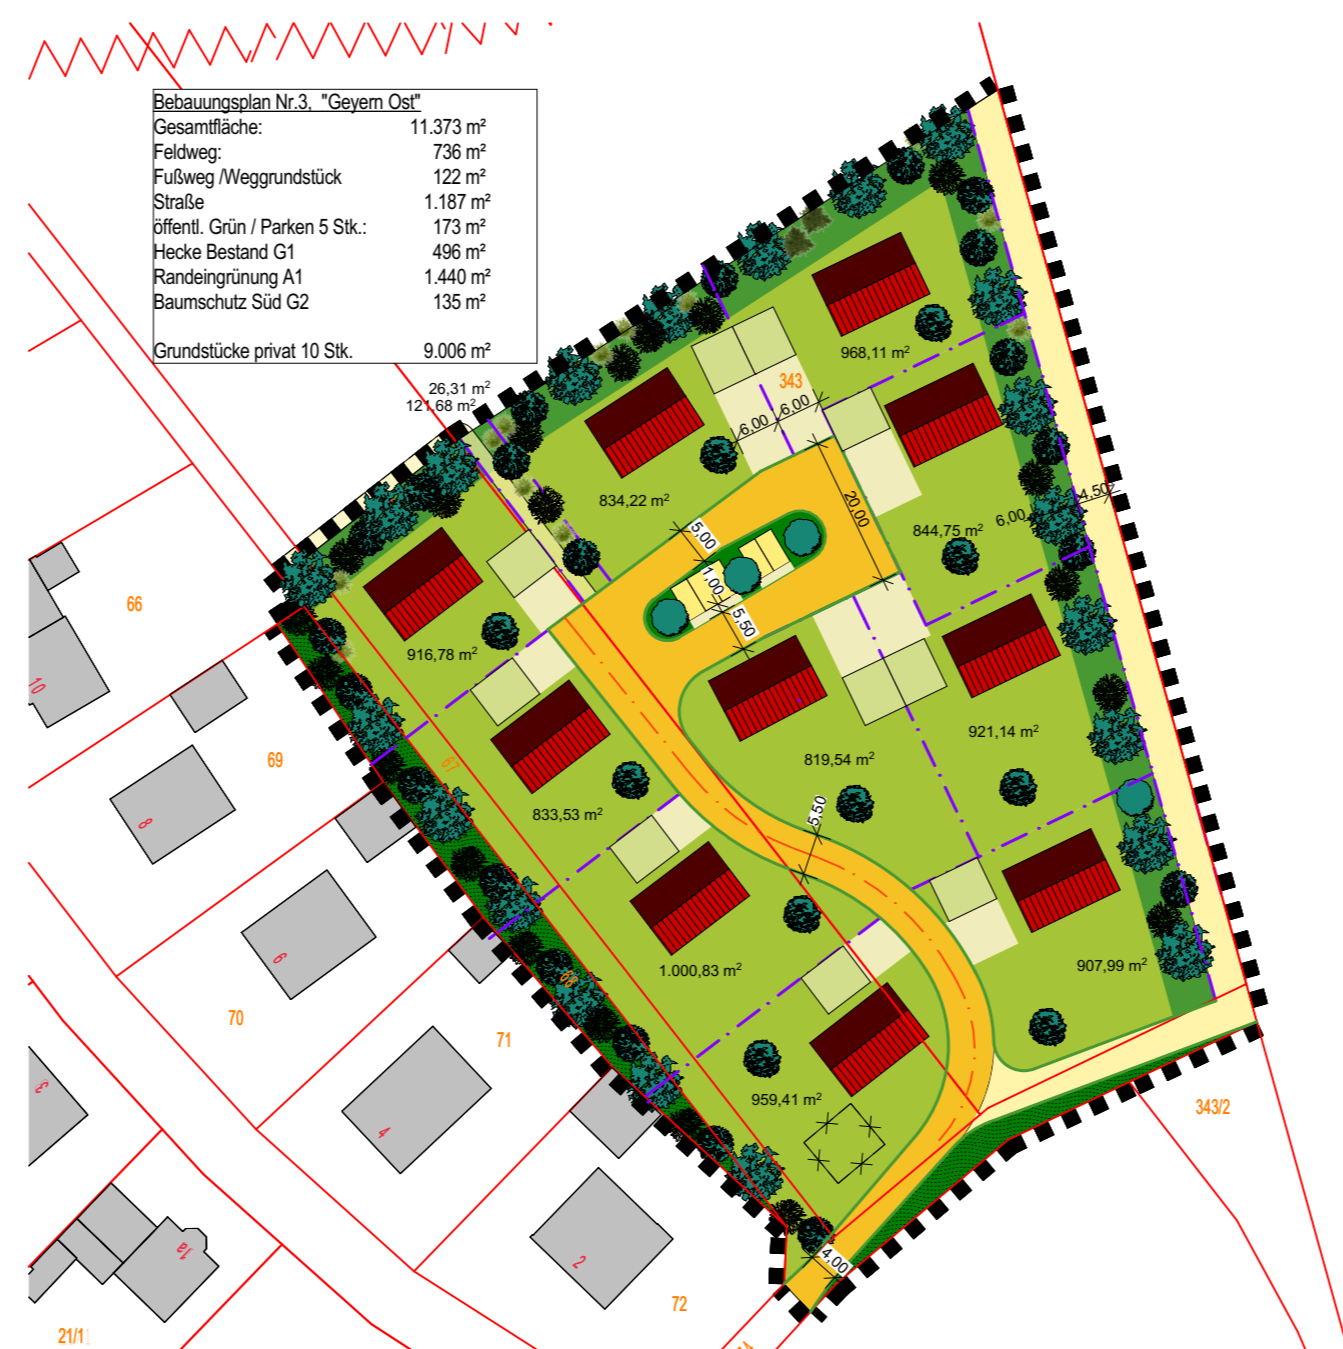 Bebauungsplan Nr.3, "Geyern Ost"
Gesamtfläche: 11.373 m²
Feldweg: 736 m²
Fußweg /Weggrundstück 122 m²
Straße 1.187 m²
öffentl. Grün / Parken 5 Stk.: 173 m²
Hecke Bestand G1 496 m²
Randeingrünung A1 1.440 m²
Baumschutz Süd G2 135 m²
Grundstücke privat 10 Stk. 9.006 m²
26,31 m²
121,68 m²
968,11 m²
343
6,00
6,00
834,22 m²
20,00
4,50
6,00
844,75 m²
5,00
1,00
5,50
66
916,78 m²
10
921,14 m²
819,54 m²
69
67
833,53 m²
5,50
8
1.000,83 m²
907,99 m²
6
68
70
71
959,41 m²
343/2
3
4
4,00
1a
2
72
21/1